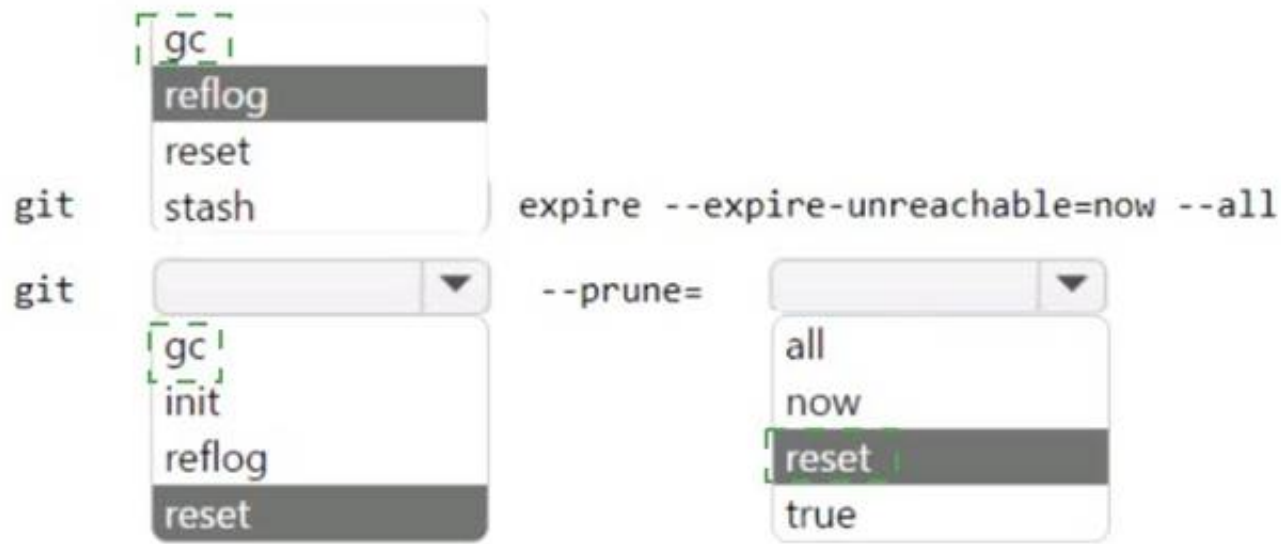 gc
reflog
reset
git stash expire --expire-unreachable=now --all
git --prune=
gc all
init now
reflog reset
reset true